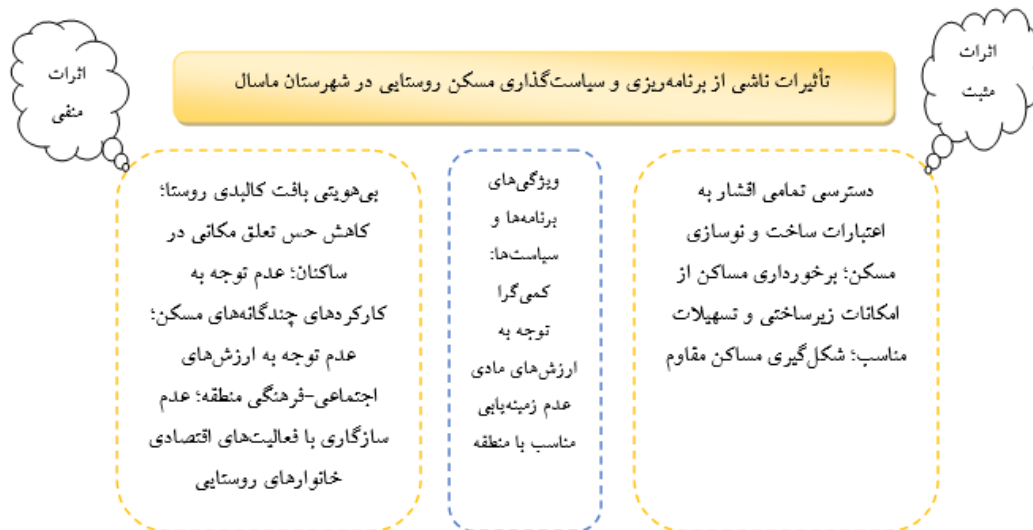 اثرات
مثبت
تأثیرات ناشی از برنامه‌ریزی و سیاست‌گذاری مسکن روستایی در شهرستان ماسال
اثرات
منفی
دسترسی تمامی اقشار به
اعتبارات ساخت و نوسازی
مسکن؛ برخورداری مساکن از
امکانات زیرساختی و تسهیلات
مناسب؛ شکل‌گیری مساکن مقاوم
ویژگی‌های
برنامه‌ها و
سیاست‌ها:
کمی‌گرا
توجه به
ارزش‌های مادی
عدم زمینه‌یابی
مناسب با منطقه
بی‌هویتی بافت کالبدی روستا؛
کاهش حس تعلق مکانی در
ساکنان؛ عدم توجه به
کارکردهای چندگانه‌های مسکن؛
عدم توجه به ارزش‌های
اجتماعی-فرهنگی منطقه؛ عدم
سازگاری با فعالیت‌های اقتصادی
خانوارهای روستایی